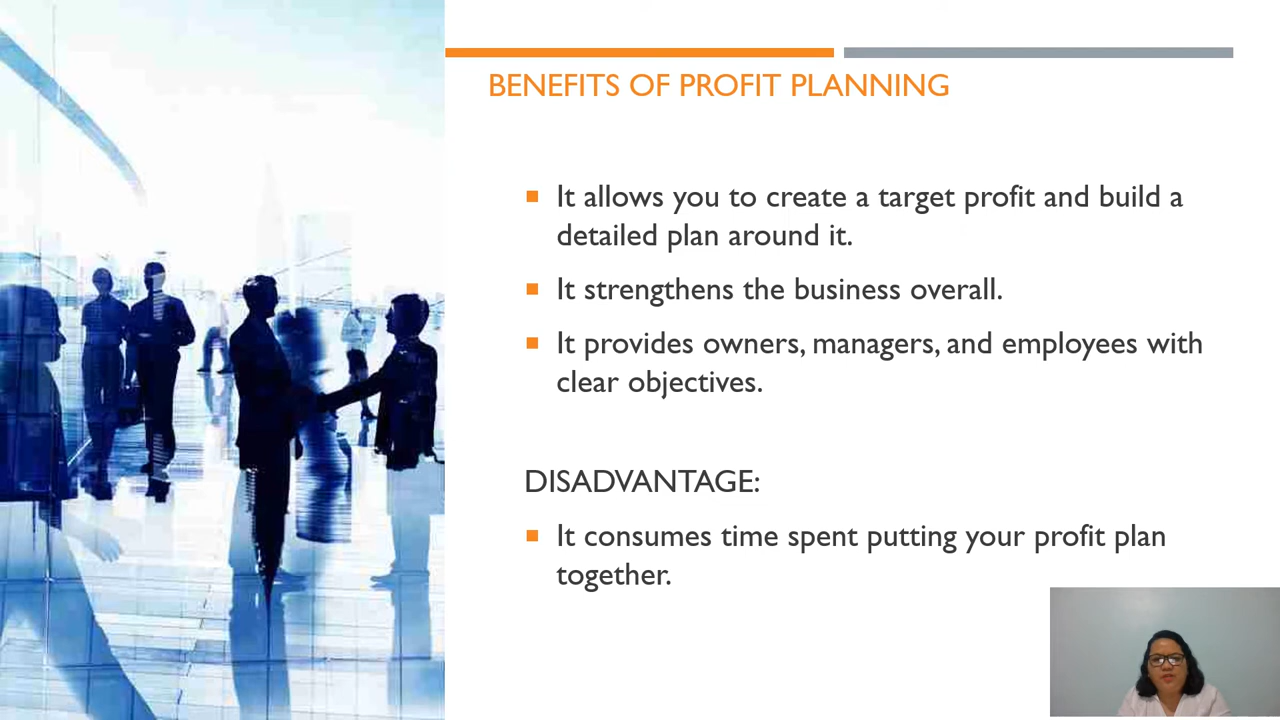 BENEFITS OF PROFIT PLANNING
It allows you to create a target profit and build a
detailed plan around it.
It strengthens the business overall.
It provides owners, managers, and employees with
clear objectives.
DISADVANTAGE:
It consumes time spent putting your profit plan
together.